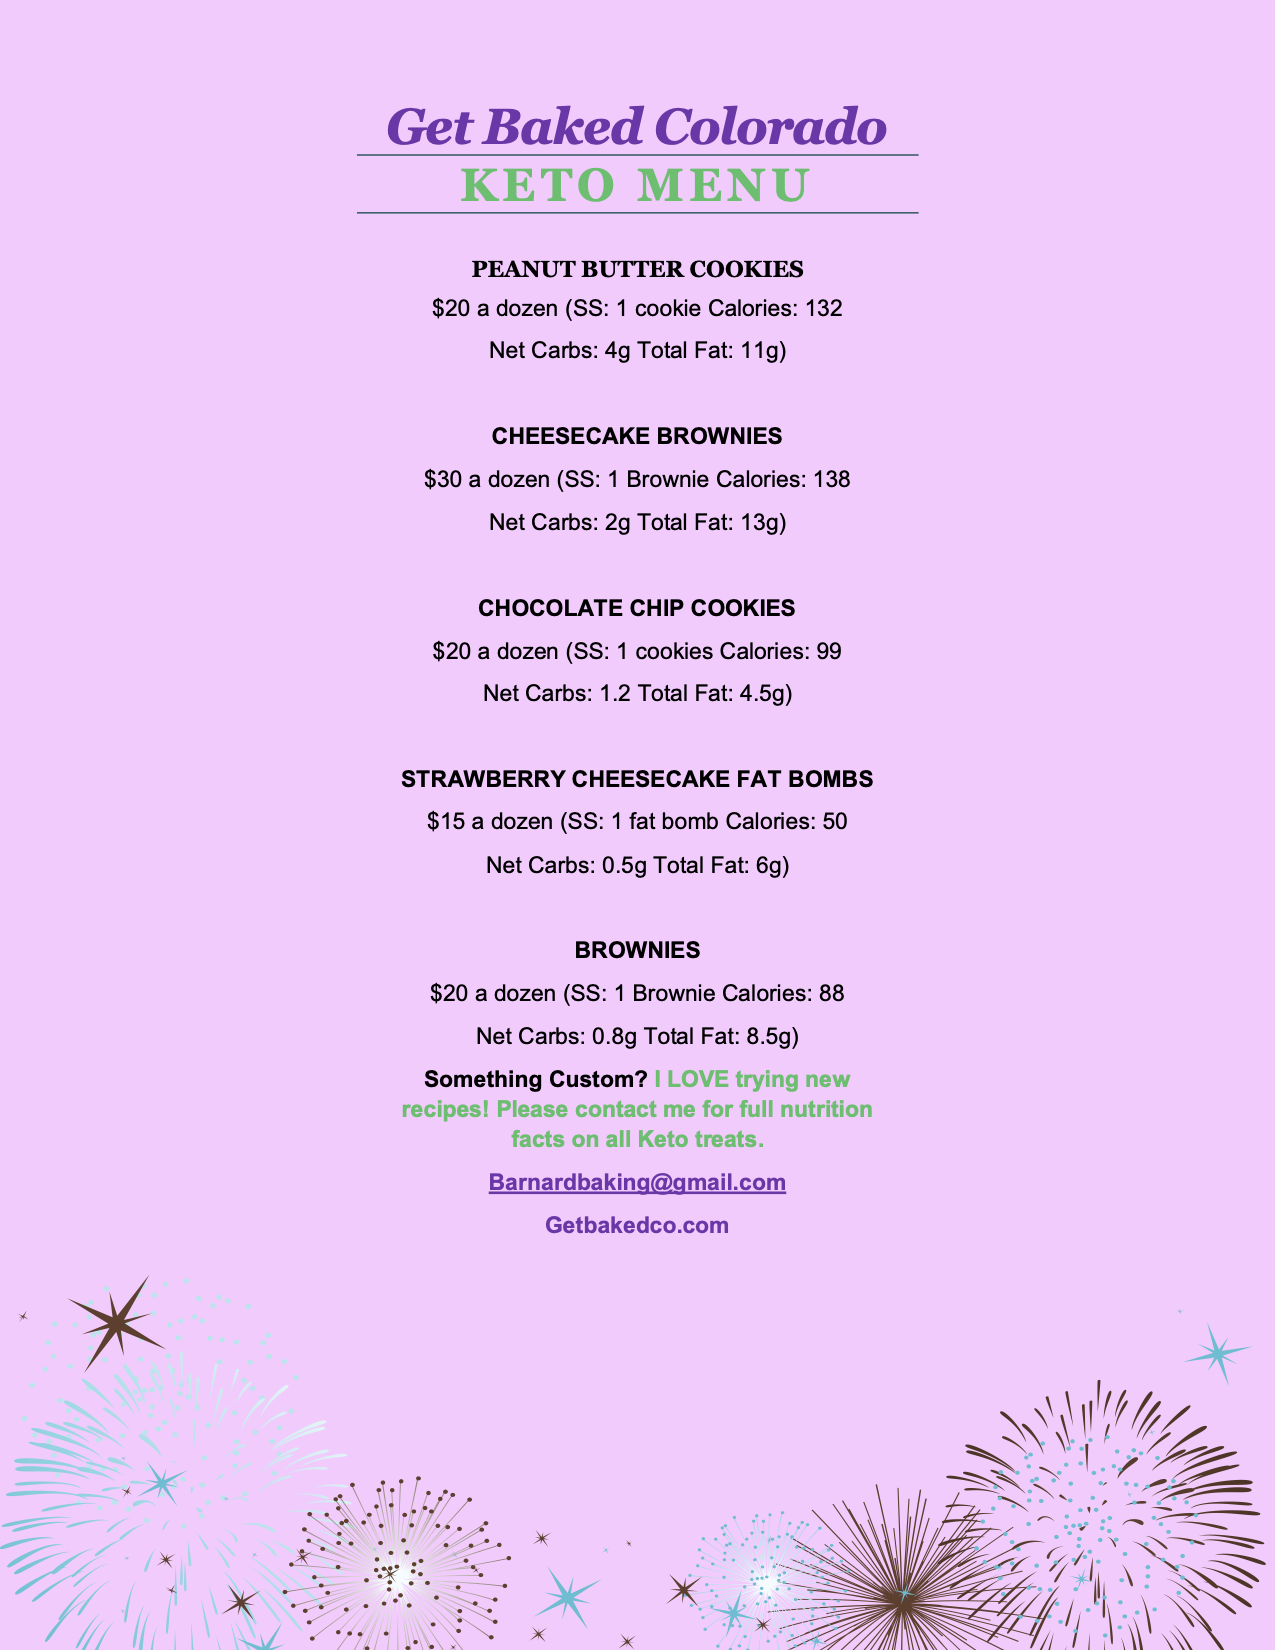 Get Baked Colorado
KETO MENU
PEANUT BUTTER COOKIES
$20 a dozen (SS: 1 cookie Calories: 132
Net Carbs: 4g Total Fat: 11g)
CHEESECAKE BROWNIES
$30 a dozen (SS: 1 Brownie Calories: 138
Net Carbs: 2g Total Fat: 13g)
CHOCOLATE CHIP COOKIES
$20 a dozen (SS: 1 cookies Calories: 99
Net Carbs: 1.2 Total Fat: 4.5g)
STRAWBERRY CHEESECAKE FAT BOMBS
$15 a dozen (SS: 1 fat bomb Calories: 50
Net Carbs: 0.5g Total Fat: 6g)
BROWNIES
$20 a dozen (SS: 1 Brownie Calories: 88
Net Carbs: 0.8g Total Fat: 8.5g)
Something Custom? I LOVE trying new
recipes! Please contact me for full nutrition
facts on all Keto treats.
Barnardbaking@gmail.com
Getbakedco.com